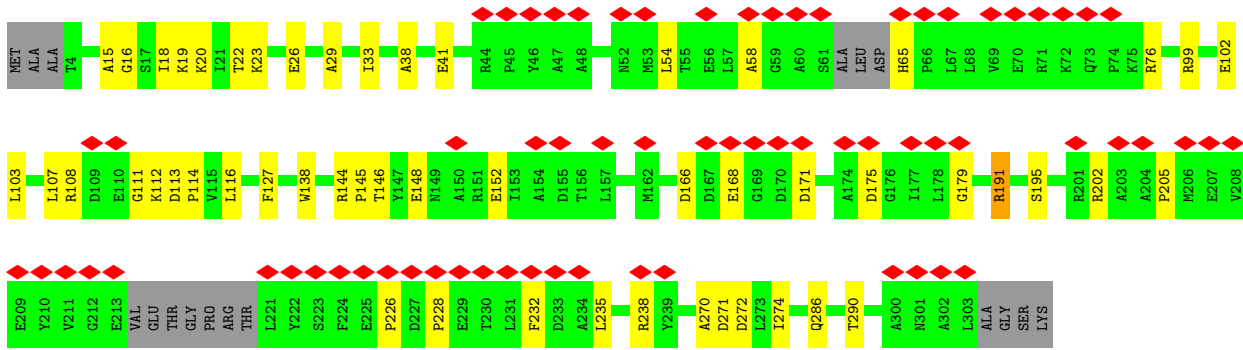 MET ALA ALA T4 A15 G16 S17 I18 K19 K20 I21 T22 K23 E26 A29 I33 A38 E41 R44 P45 Y46 A47 A48 N52 M53 L54 T55 E56 L57 A58 G59 A60 S61 ALA LEU ASP H65 P66 L67 L68 V69 E70 R71 K72 Q73 P74 K75 R76 R99 E102
L103 L107 R108 D109 E110 G111 K112 D113 P114 V115 L116 F127 W138 R144 P145 T146 Y147 E148 N149 A150 R151 E152 I153 A154 D155 T156 L157 M162 D166 D167 E168 G169 D170 D171 A174 D175 G176 I177 L178 G179 R191 S195 R201 R202 A203 A204 P205 M206 E207 V208
E209 Y210 V211 G212 E213 VAL GLU THR GLY PRO ARG THR L221 Y222 S223 F224 E225 P226 D227 P228 E229 T230 L231 F232 D233 A234 L235 R238 Y239 A270 D271 D272 L273 I274 Q286 T290 A300 N301 A302 L303 ALA GLY SER LYS